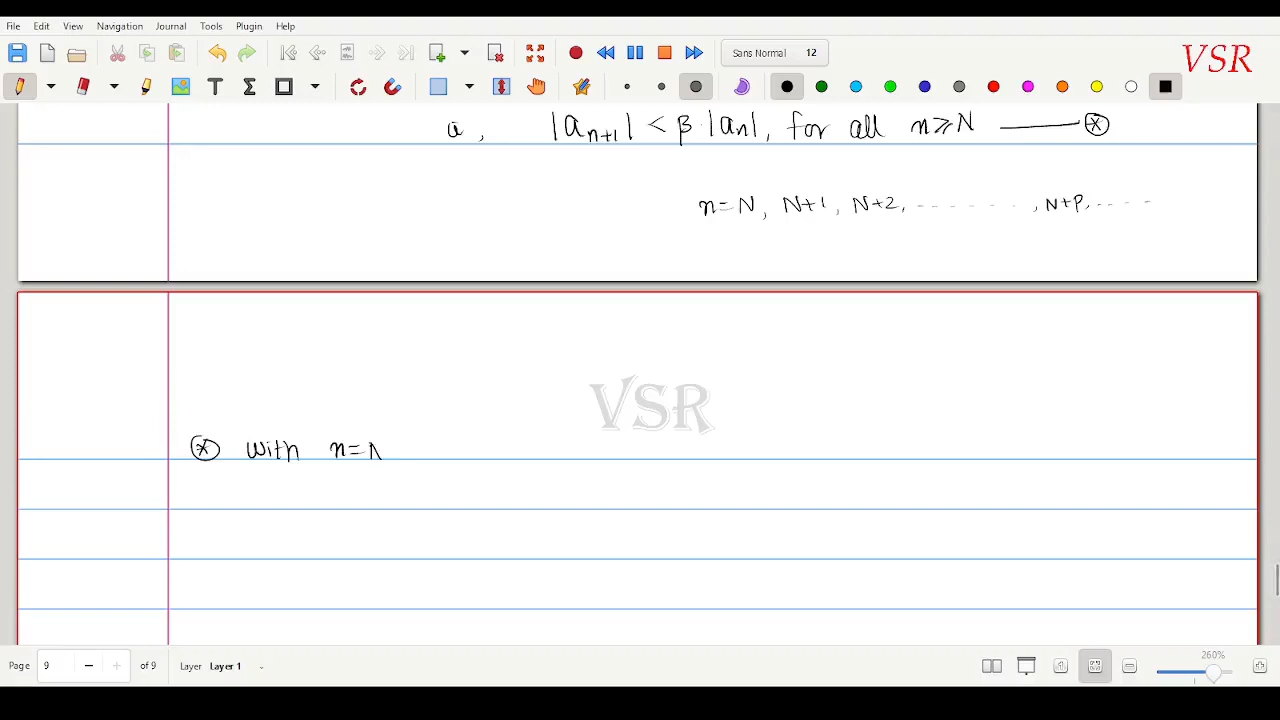 File Edit View Navigation Journal Tools Plugin Help
Sans Normal 12
VSR
a, |a_{n+1}| < β·|an|, for all n≥N —— ⊛
n=N, N+1, N+2, - - - - - - - , N+P, - - - -
VSR
⊛ with n=
Page 9 of 9 Layer Layer 1 260%